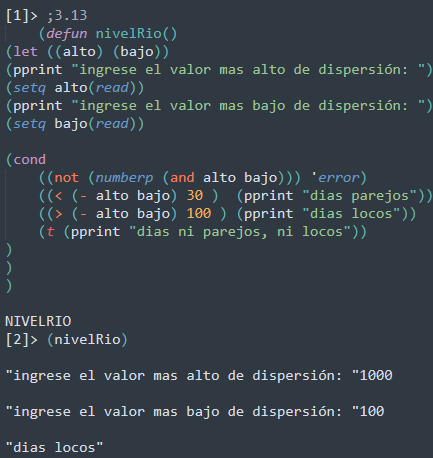 [1]> ;3.13
(defun nivelRio()
(let ((alto) (bajo))
(pprint "ingrese el valor mas alto de dispersión: ")
(setq alto(read))
(pprint "ingrese el valor mas bajo de dispersión: ")
(setq bajo(read))
(cond
((not (numberp (and alto bajo))) 'error)
((< (- alto bajo) 30 )  (pprint "dias parejos"))
((> (- alto bajo) 100 ) (pprint "dias locos"))
(t (pprint "dias ni parejos, ni locos"))
)
)
)
NIVELRIO
[2]> (nivelRio)
"ingrese el valor mas alto de dispersión: "1000
"ingrese el valor mas bajo de dispersión: "100
"dias locos"